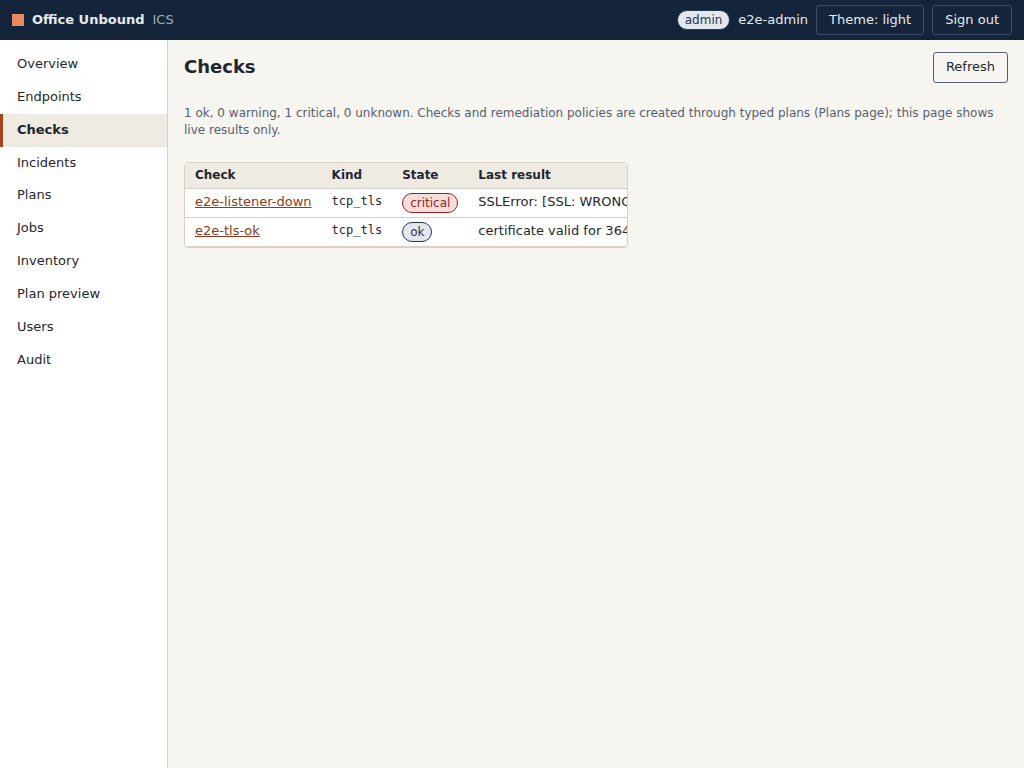 Office Unbound ICS admin e2e-admin Theme: light Sign out
Overview
Endpoints
Checks
Incidents
Plans
Jobs
Inventory
Plan preview
Users
Audit
Checks Refresh
1 ok, 0 warning, 1 critical, 0 unknown. Checks and remediation policies are created through typed plans (Plans page); this page shows
live results only.
Check Kind State Last result
e2e-listener-down tcp_tls critical SSLError: [SSL: WRONG
e2e-tls-ok tcp_tls ok certificate valid for 364